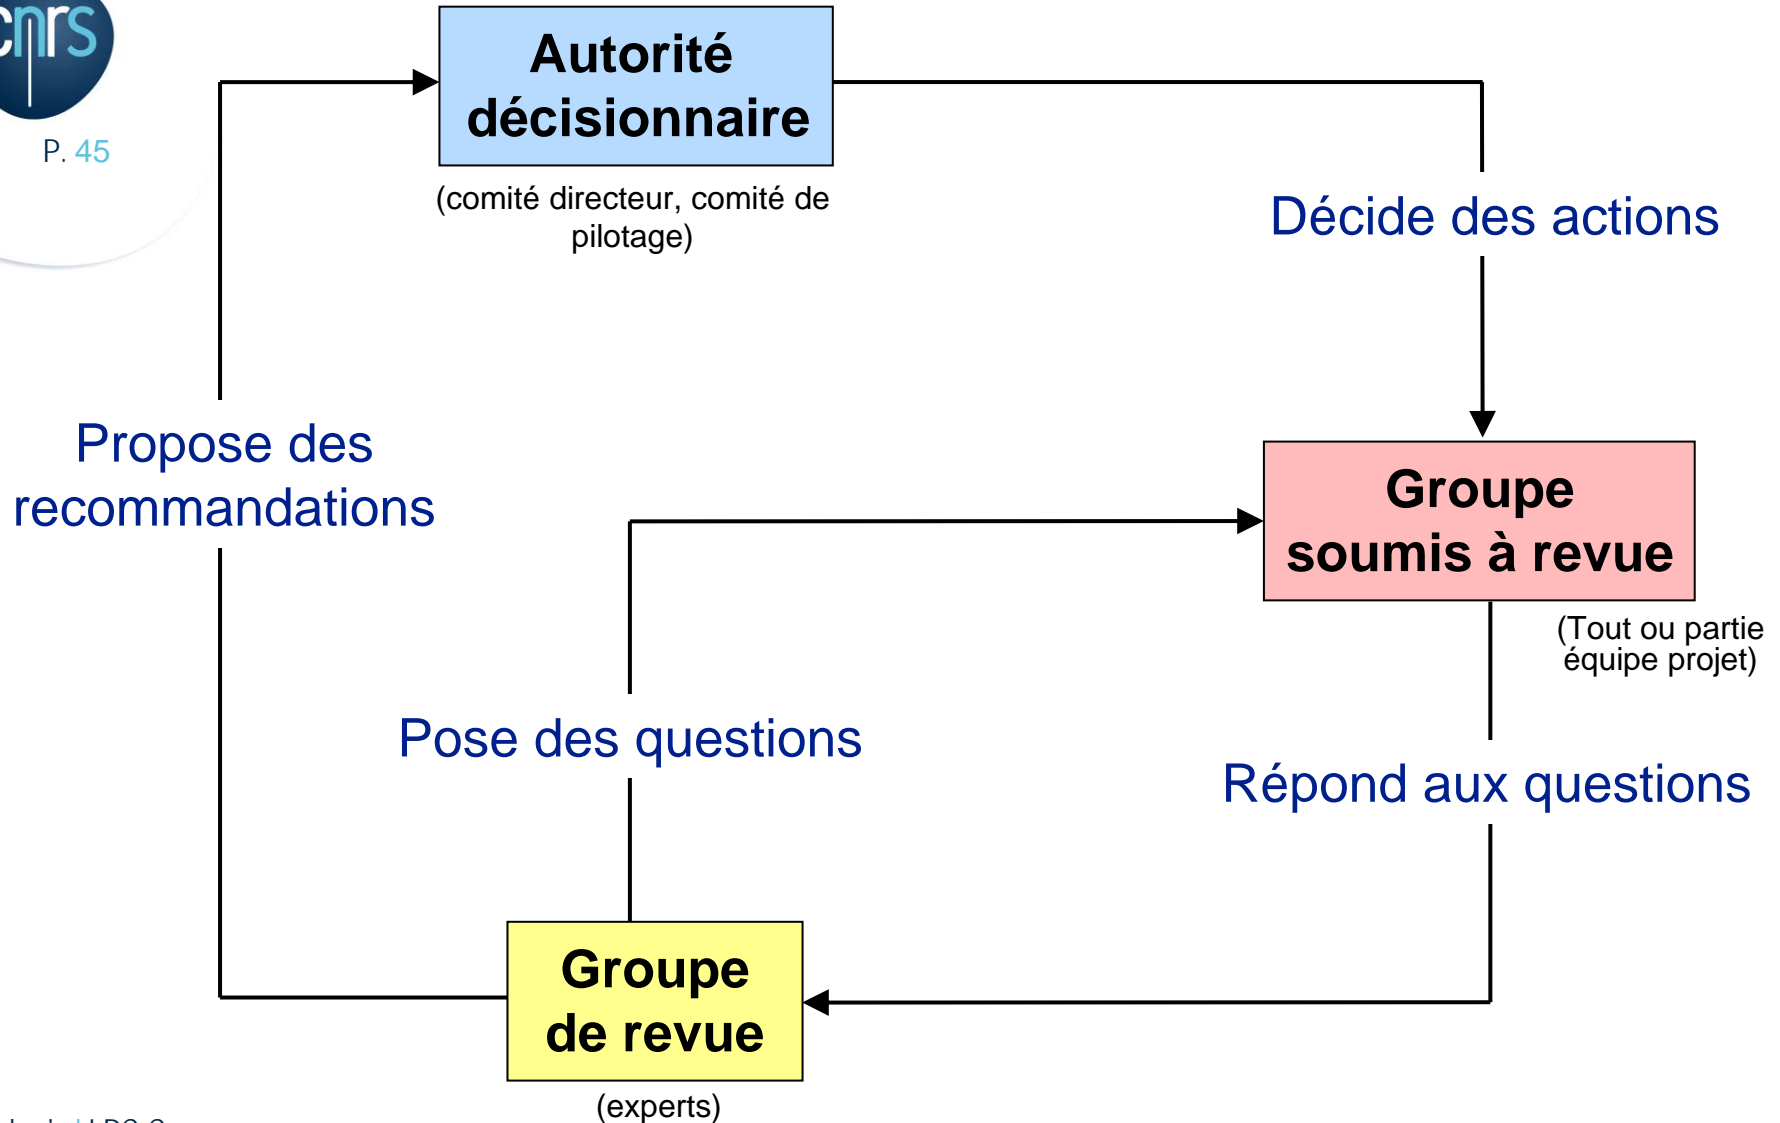 cnrs
P. 45
Autorité
décisionnaire
(comité directeur, comité de
pilotage)
Décide des actions
Propose des
recommandations
Groupe
soumis à revue
(Tout ou partie
équipe projet)
Pose des questions
Répond aux questions
Groupe
de revue
(experts)